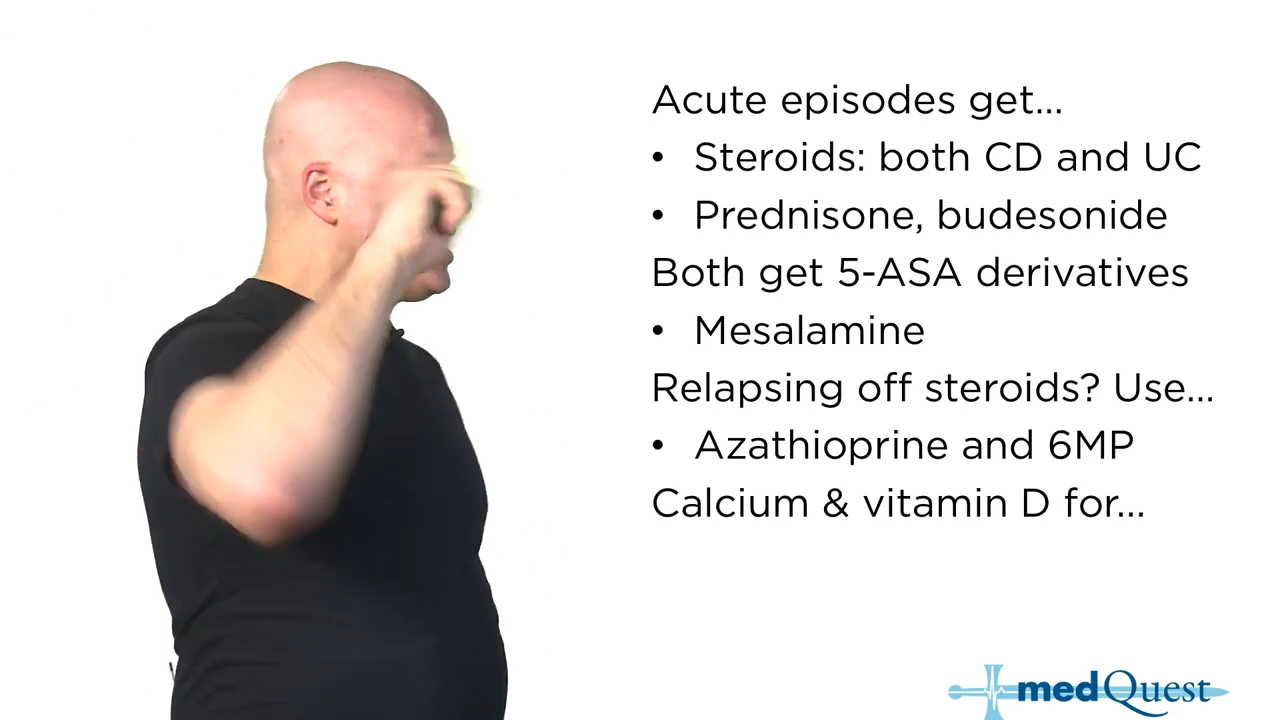 Acute episodes get...
• Steroids: both CD and UC
• Prednisone, budesonide
Both get 5-ASA derivatives
• Mesalamine
Relapsing off steroids? Use...
• Azathioprine and 6MP
Calcium & vitamin D for...
medQuest